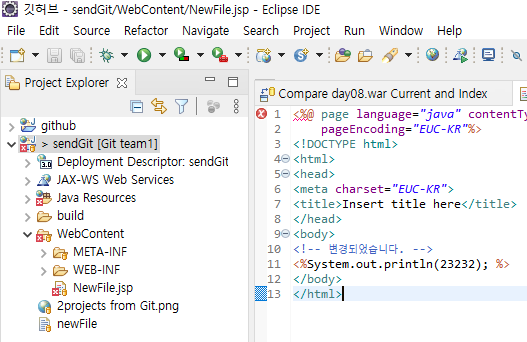 깃허브 - sendGit/WebContent/NewFile.jsp - Eclipse IDE
File Edit Source Refactor Navigate Search Project Run Window Help
Project Explorer
github
> sendGit [Git team1]
Deployment Descriptor: sendGit
JAX-WS Web Services
Java Resources
build
WebContent
META-INF
WEB-INF
NewFile.jsp
2projects from Git.png
newFile
Compare day08.war Current and Index
1 <%@ page language="java" contentTy
2 pageEncoding="EUC-KR"%>
3 <!DOCTYPE html>
4 <html>
5 <head>
6 <meta charset="EUC-KR">
7 <title>Insert title here</title>
8 </head>
9 <body>
10 <!-- 변경되었습니다. -->
11 <%System.out.println(23232); %>
12 </body>
13 </html>